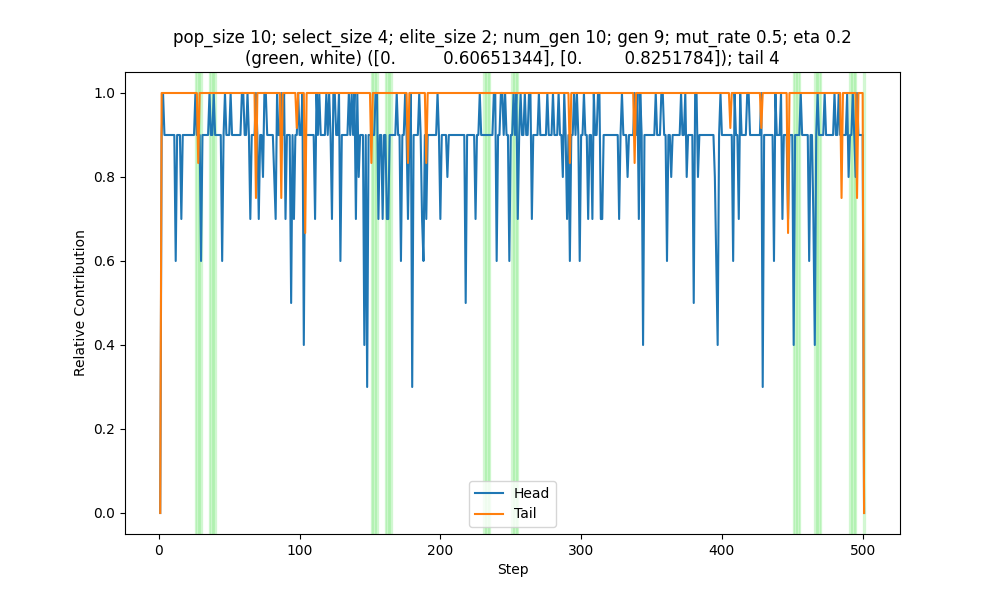 pop_size 10; select_size 4; elite_size 2; num_gen 10; gen 9; mut_rate 0.5; eta 0.2
(green, white) ([0.         0.60651344], [0.        0.8251784]); tail 4
1.0
0.8
0.6
0.4
0.2
0.0
Relative Contribution
Head
Tail
0
100
200
300
400
500
Step